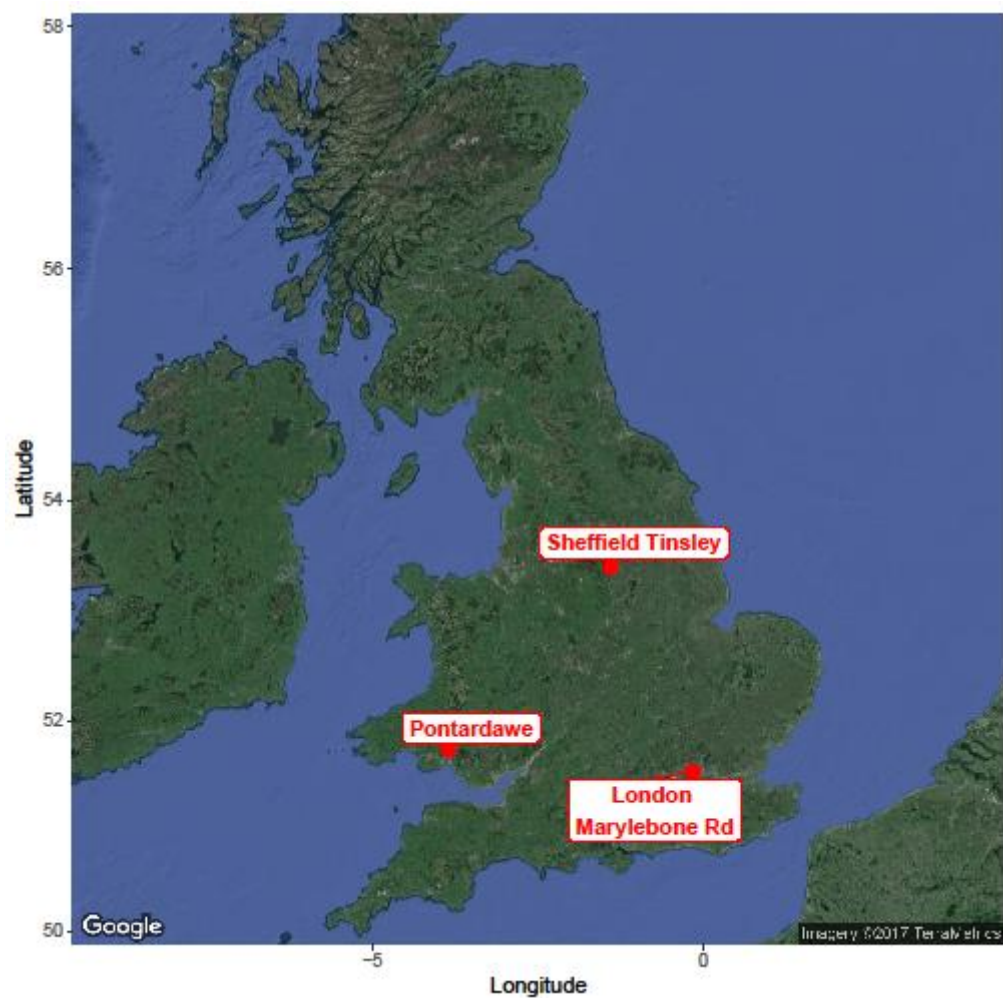 58
56
Latitude
54
Sheffield Tinsley
52
Pontardawe
London
Marylebone Rd
50
Google
Imagery ©2017 TerraMetrics
-5
0
Longitude